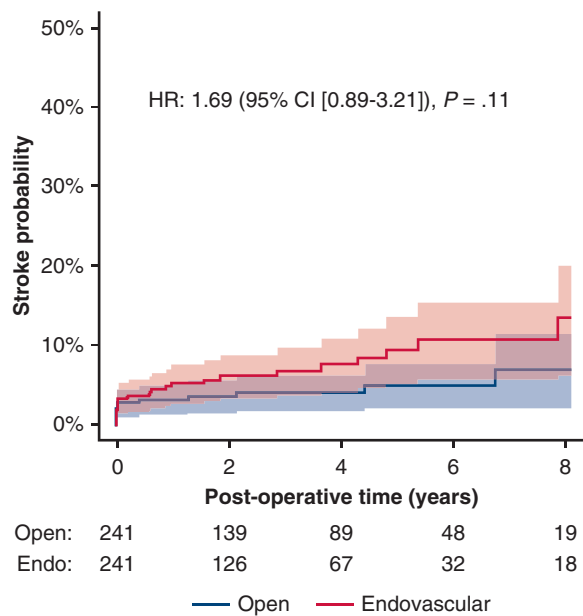 50%
HR: 1.69 (95% CI [0.89-3.21]), P = .11
40%
30%
20%
10%
0%
Stroke probability
0 2 4 6 8
Post-operative time (years)
Open: 241 139 89 48 19
Endo: 241 126 67 32 18
Open Endovascular